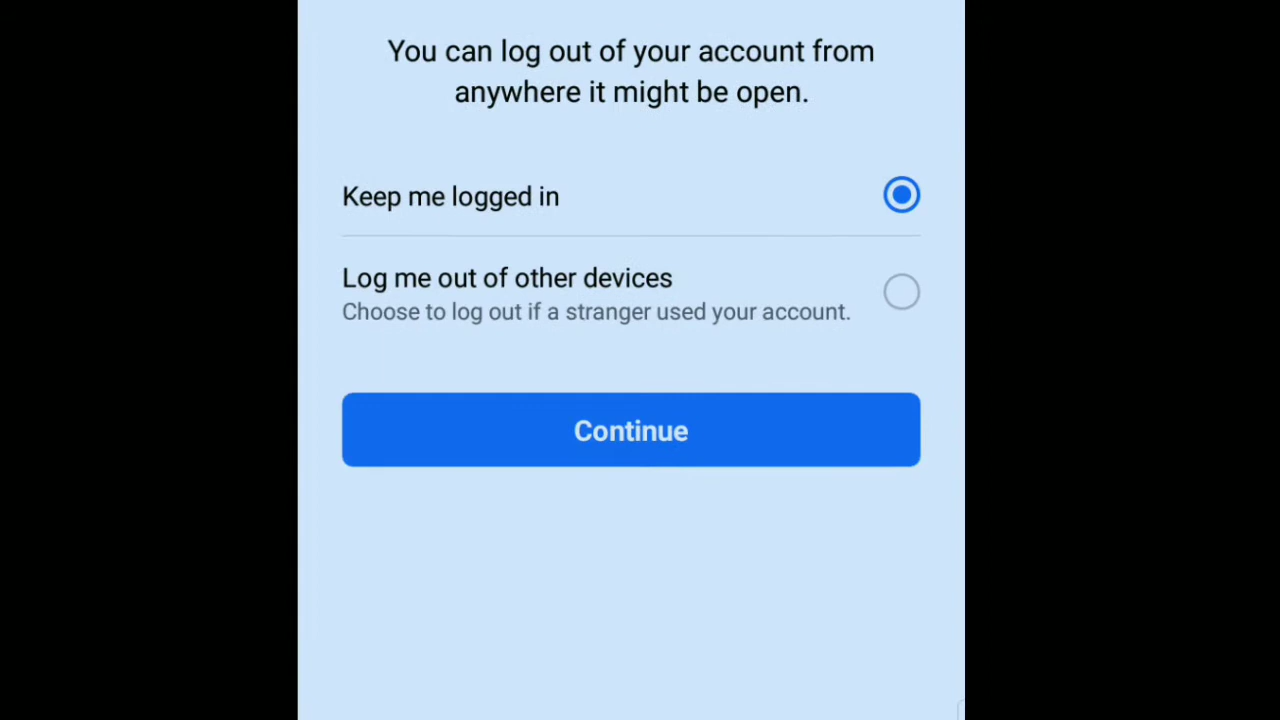 You can log out of your account from
anywhere it might be open.
Keep me logged in
Log me out of other devices
Choose to log out if a stranger used your account.
Continue